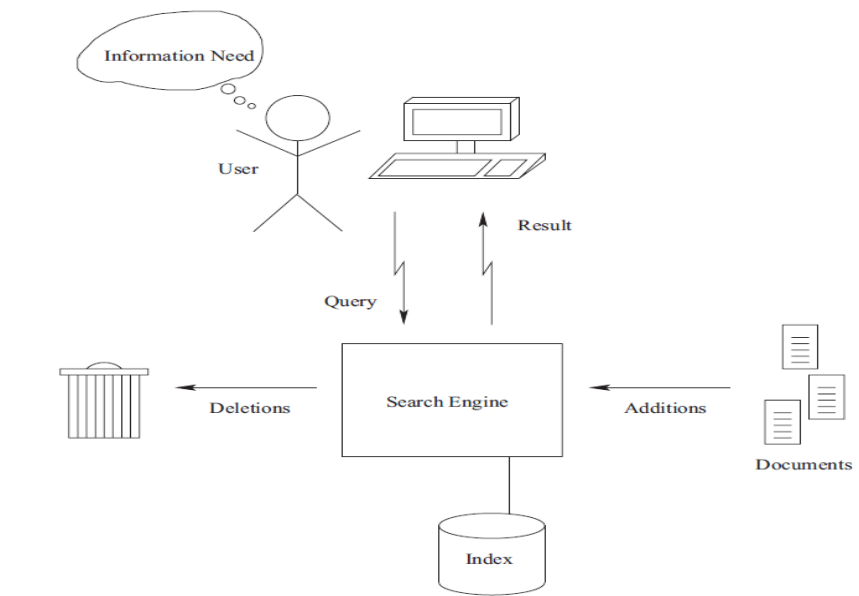 Information Need
User
Result
Query
Search Engine
Deletions
Additions
Documents
Index